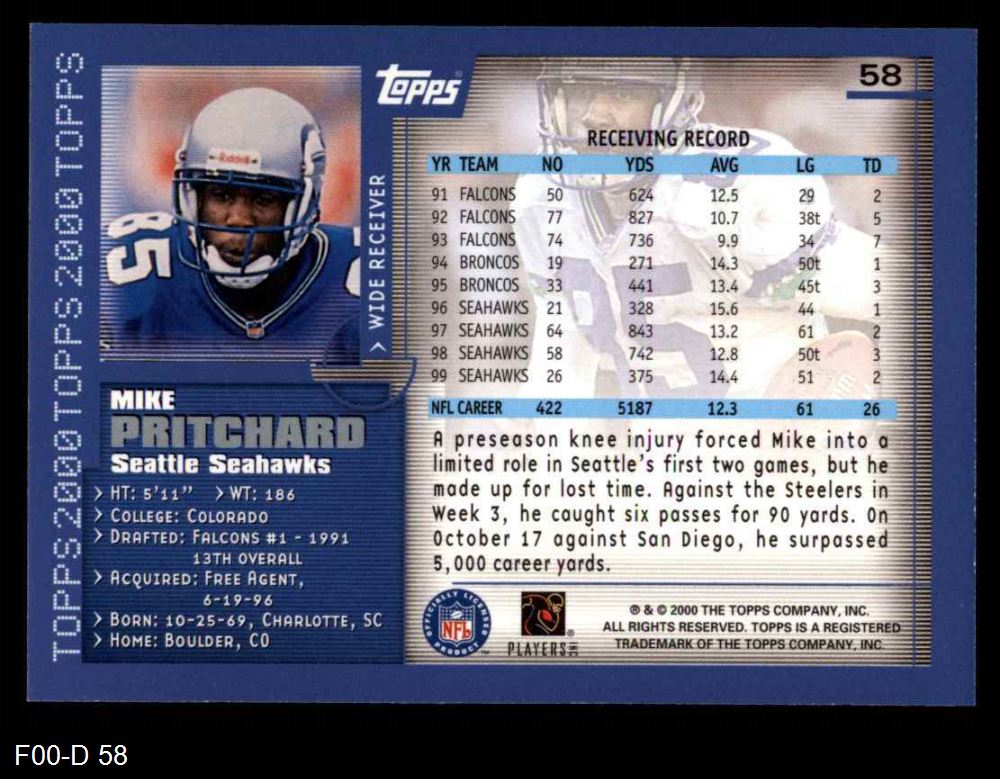 TOPPS2000TOPPS2000TOPPS2000TOPPS
Riddell
85
> WIDE RECEIVER
TOPPS
58
RECEIVING RECORD
YR TEAM NO YDS AVG LG TD
91 FALCONS 50 624 12.5 29 2
92 FALCONS 77 827 10.7 38t 5
93 FALCONS 74 736 9.9 34 7
94 BRONCOS 19 271 14.3 50t 1
95 BRONCOS 33 441 13.4 45t 3
96 SEAHAWKS 21 328 15.6 44 1
97 SEAHAWKS 64 843 13.2 61 2
98 SEAHAWKS 58 742 12.8 50t 3
99 SEAHAWKS 26 375 14.4 51 2
NFL CAREER 422 5187 12.3 61 26
MIKE
PRITCHARD
Seattle Seahawks
> HT: 5'11" > WT: 186
> COLLEGE: COLORADO
> DRAFTED: FALCONS #1 - 1991
13TH OVERALL
> ACQUIRED: FREE AGENT,
6-19-96
> BORN: 10-25-69, CHARLOTTE, SC
> HOME: BOULDER, CO
A preseason knee injury forced Mike into a
limited role in Seattle's first two games, but he
made up for lost time. Against the Steelers in
Week 3, he caught six passes for 90 yards. On
October 17 against San Diego, he surpassed
5,000 career yards.
OFFICIALLY LICENSED
NFL
PRODUCT ™
PLAYERS INC ®
® & © 2000 THE TOPPS COMPANY, INC.
ALL RIGHTS RESERVED. TOPPS IS A REGISTERED
TRADEMARK OF THE TOPPS COMPANY, INC.
F00-D 58